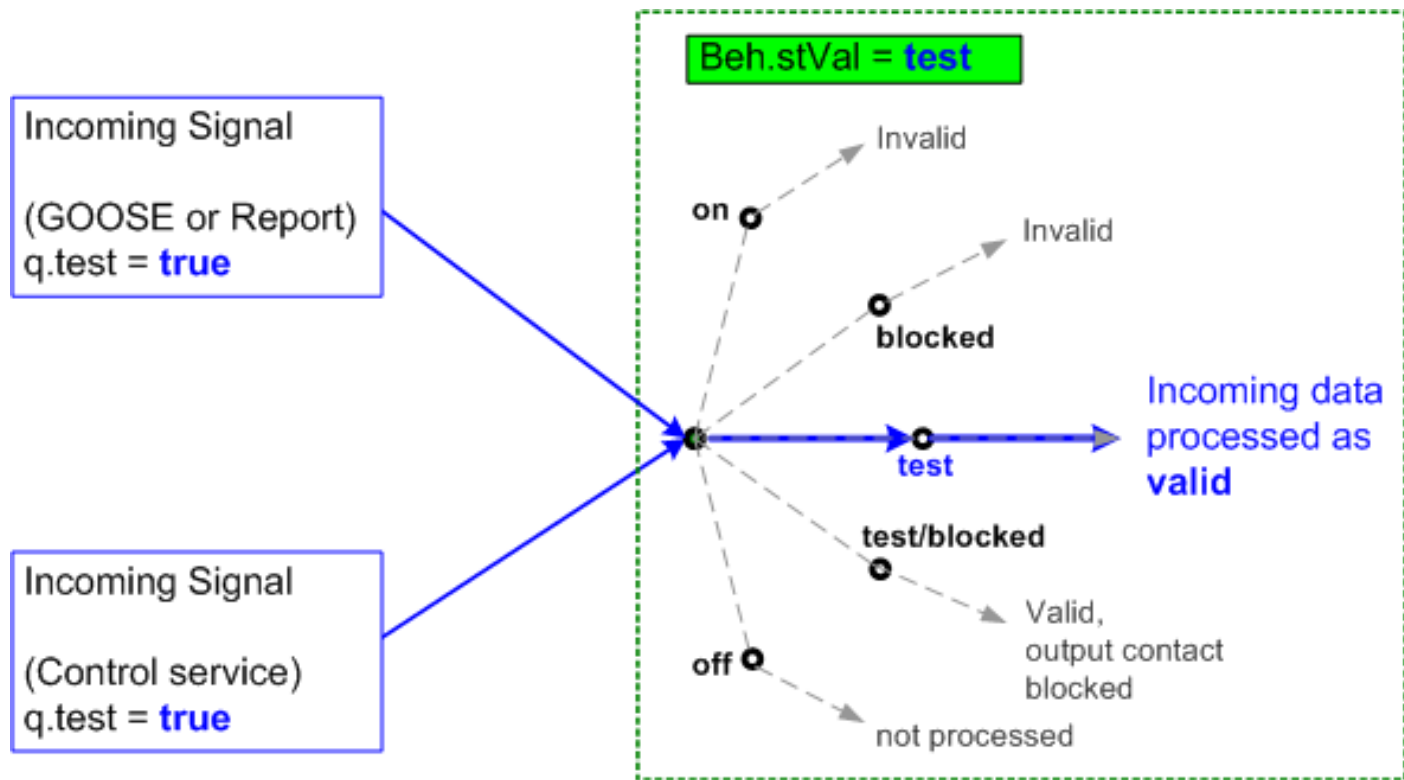 Beh.stVal = test
Incoming Signal
(GOOSE or Report)
q.test = true
Invalid
on
Invalid
blocked
Incoming data
processed as
valid
test
test/blocked
Incoming Signal
(Control service)
q.test = true
Valid,
output contact
blocked
off
not processed